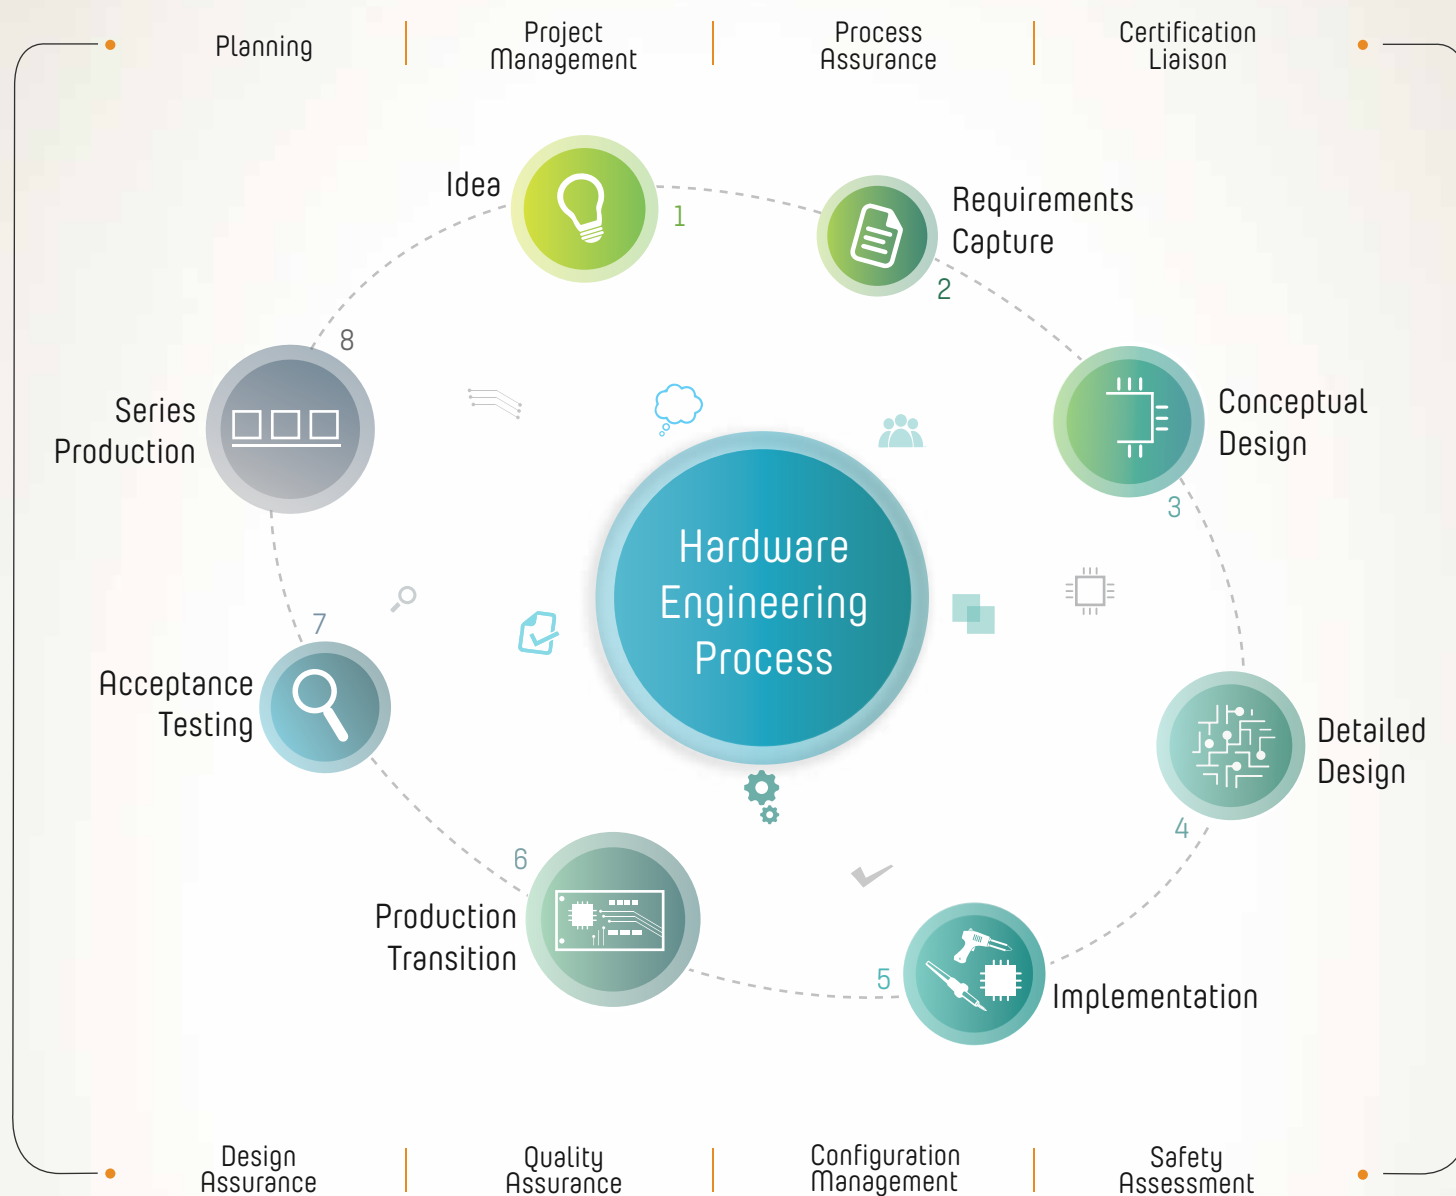 Planning
Project
Management
Process
Assurance
Certification
Liaison
Idea
1
Requirements
Capture
2
8
Series
Production
Conceptual
Design
3
Hardware
Engineering
Process
7
Acceptance
Testing
Detailed
Design
4
6
Production
Transition
5
Implementation
Design
Assurance
Quality
Assurance
Configuration
Management
Safety
Assessment